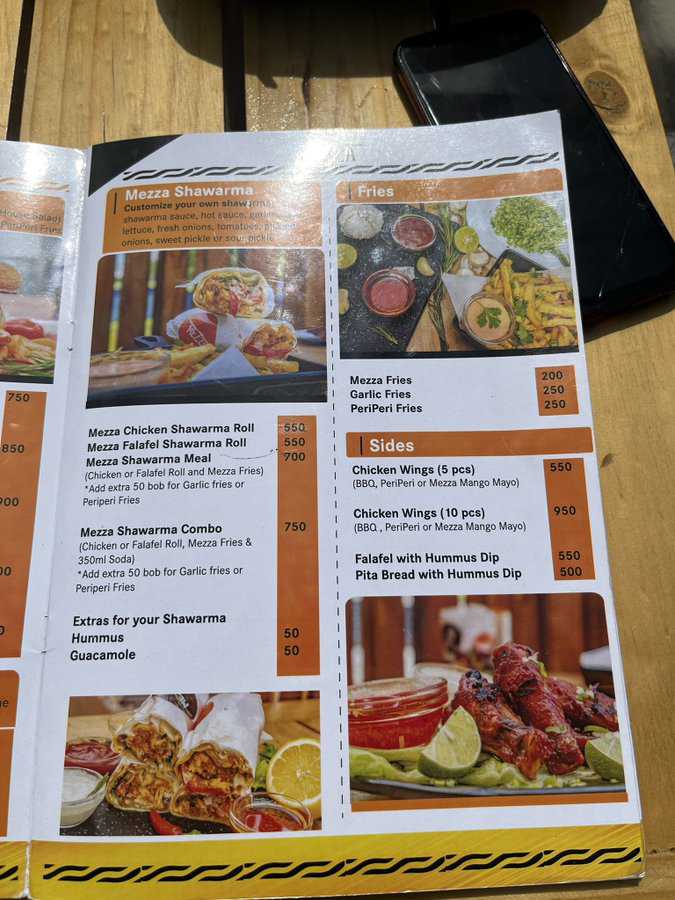 House Salad)
PeriPeri Fries
750
850
900
00
Mezza Shawarma
Customize your own shawarma
shawarma sauce, hot sauce,
lettuce, fresh onions, tomatoes,
onions, sweet pickle or sour pickle
Mezza Chicken Shawarma Roll 550
Mezza Falafel Shawarma Roll 550
Mezza Shawarma Meal 700
(Chicken or Falafel Roll and Mezza Fries)
*Add extra 50 bob for Garlic fries or
Periperi Fries
Mezza Shawarma Combo 750
(Chicken or Falafel Roll, Mezza Fries &
350ml Soda)
*Add extra 50 bob for Garlic fries or
Periperi Fries
Extras for your Shawarma
Hummus 50
Guacamole 50
Fries
Mezza Fries 200
Garlic Fries 250
PeriPeri Fries 250
Sides
Chicken Wings (5 pcs) 550
(BBQ, PeriPeri or Mezza Mango Mayo)
Chicken Wings (10 pcs) 950
(BBQ , PeriPeri or Mezza Mango Mayo)
Falafel with Hummus Dip 550
Pita Bread with Hummus Dip 500